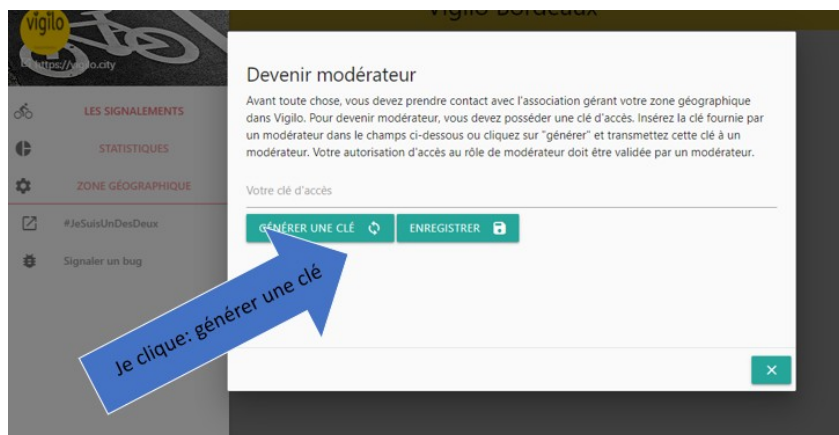 Vigilo Bordeaux
vigilo
https://vigilo.city
LES SIGNALEMENTS
STATISTIQUES
ZONE GÉOGRAPHIQUE
#JeSuisUnDesDeux
Signaler un bug
Devenir modérateur
Avant toute chose, vous devez prendre contact avec l'association gérant votre zone géographique
dans Vigilo. Pour devenir modérateur, vous devez posséder une clé d'accès. Insérez la clé fournie par
un modérateur dans le champs ci-dessous ou cliquez sur "générer" et transmettez cette clé à un
modérateur. Votre autorisation d'accès au rôle de modérateur doit être validée par un modérateur.
Votre clé d'accès
GÉNÉRER UNE CLÉ
ENREGISTRER
Je clique: générer une clé